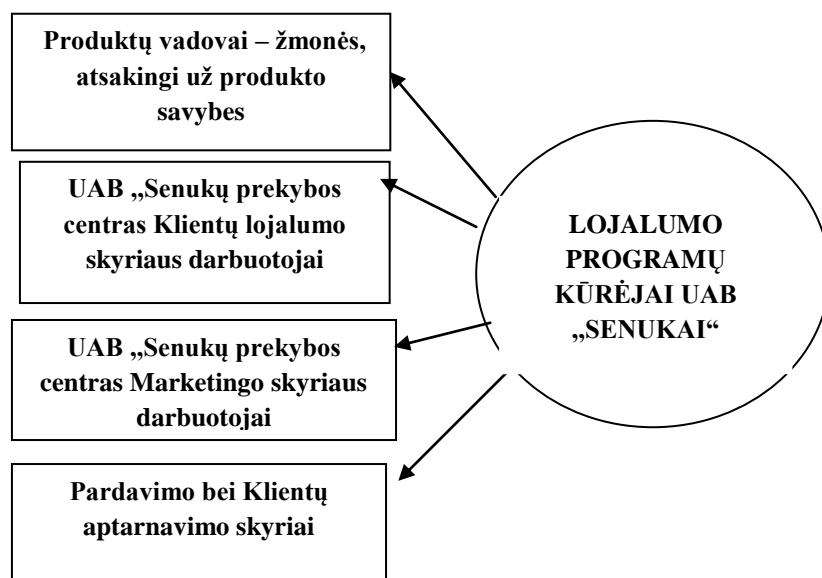 Produktų vadovai – žmonės,
atsakingi už produkto
savybes
UAB „Senukų prekybos
centras Klientų lojalumo
skyriaus darbuotojai
UAB „Senukų prekybos
centras Marketingo skyriaus
darbuotojai
Pardavimo bei Klientų
aptarnavimo skyriai
LOJALUMO
PROGRAMŲ
KŪRĖJAI UAB
„SENUKAI“